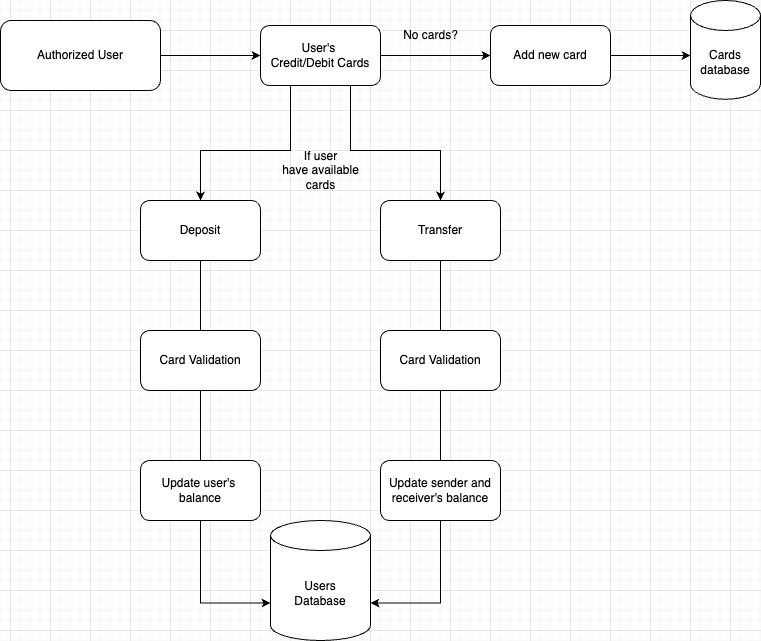 No cards?
Authorized User
User's
Credit/Debit Cards
Add new card
Cards
database
If user
have available
cards
Deposit
Transfer
Card Validation
Card Validation
Update user's
balance
Update sender and
receiver's balance
Users
Database